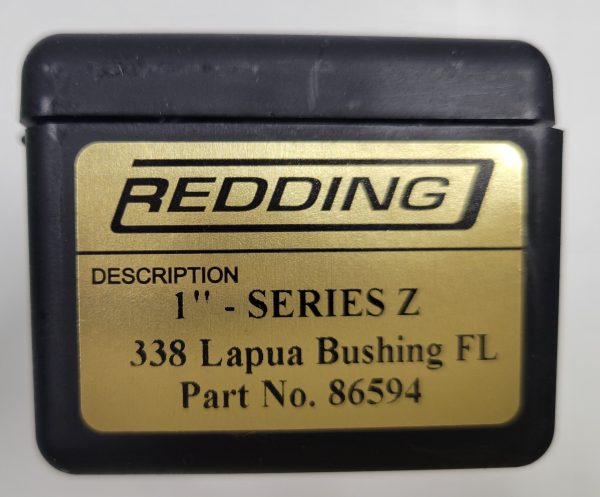 REDDING
DESCRIPTION
1" - SERIES Z
338 Lapua Bushing FL
Part No. 86594